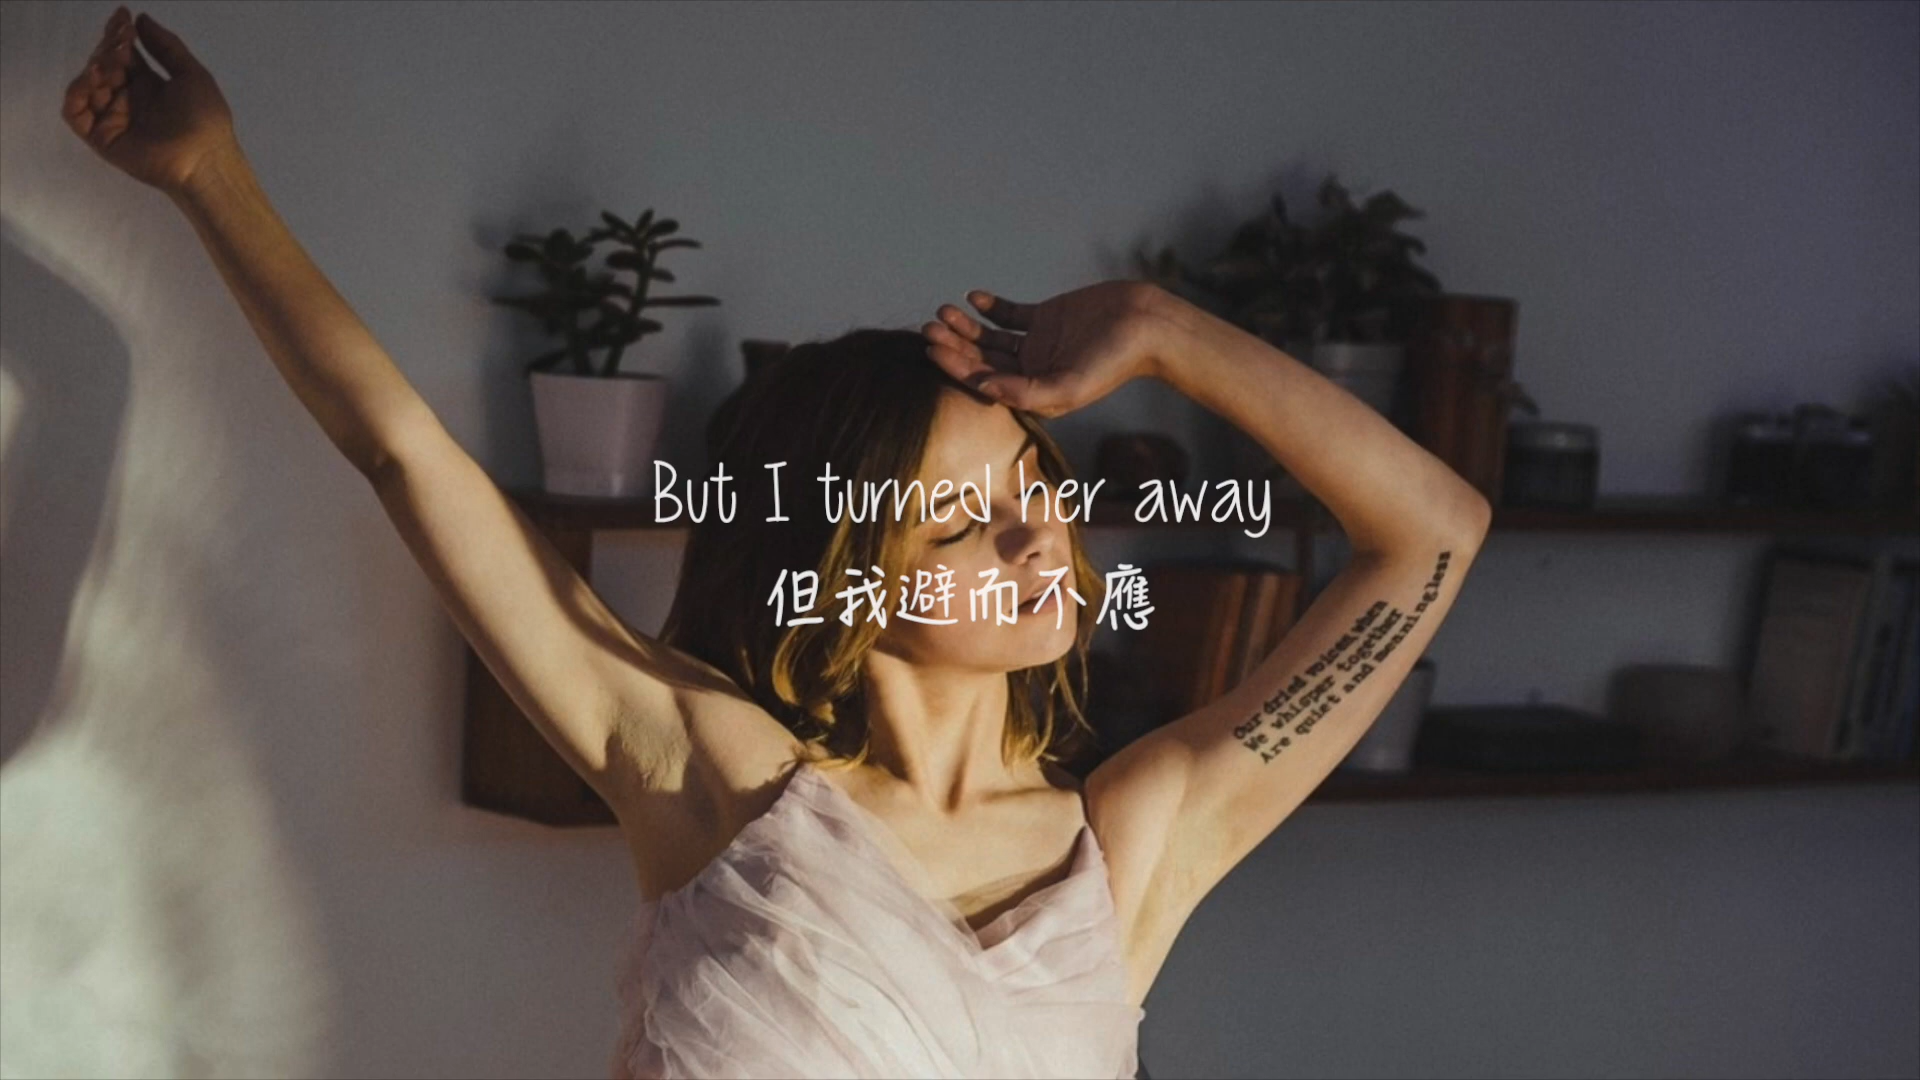 But I turned her away
但我避而不應
Our dried voices when
We whisper together
Are quiet and meaningless